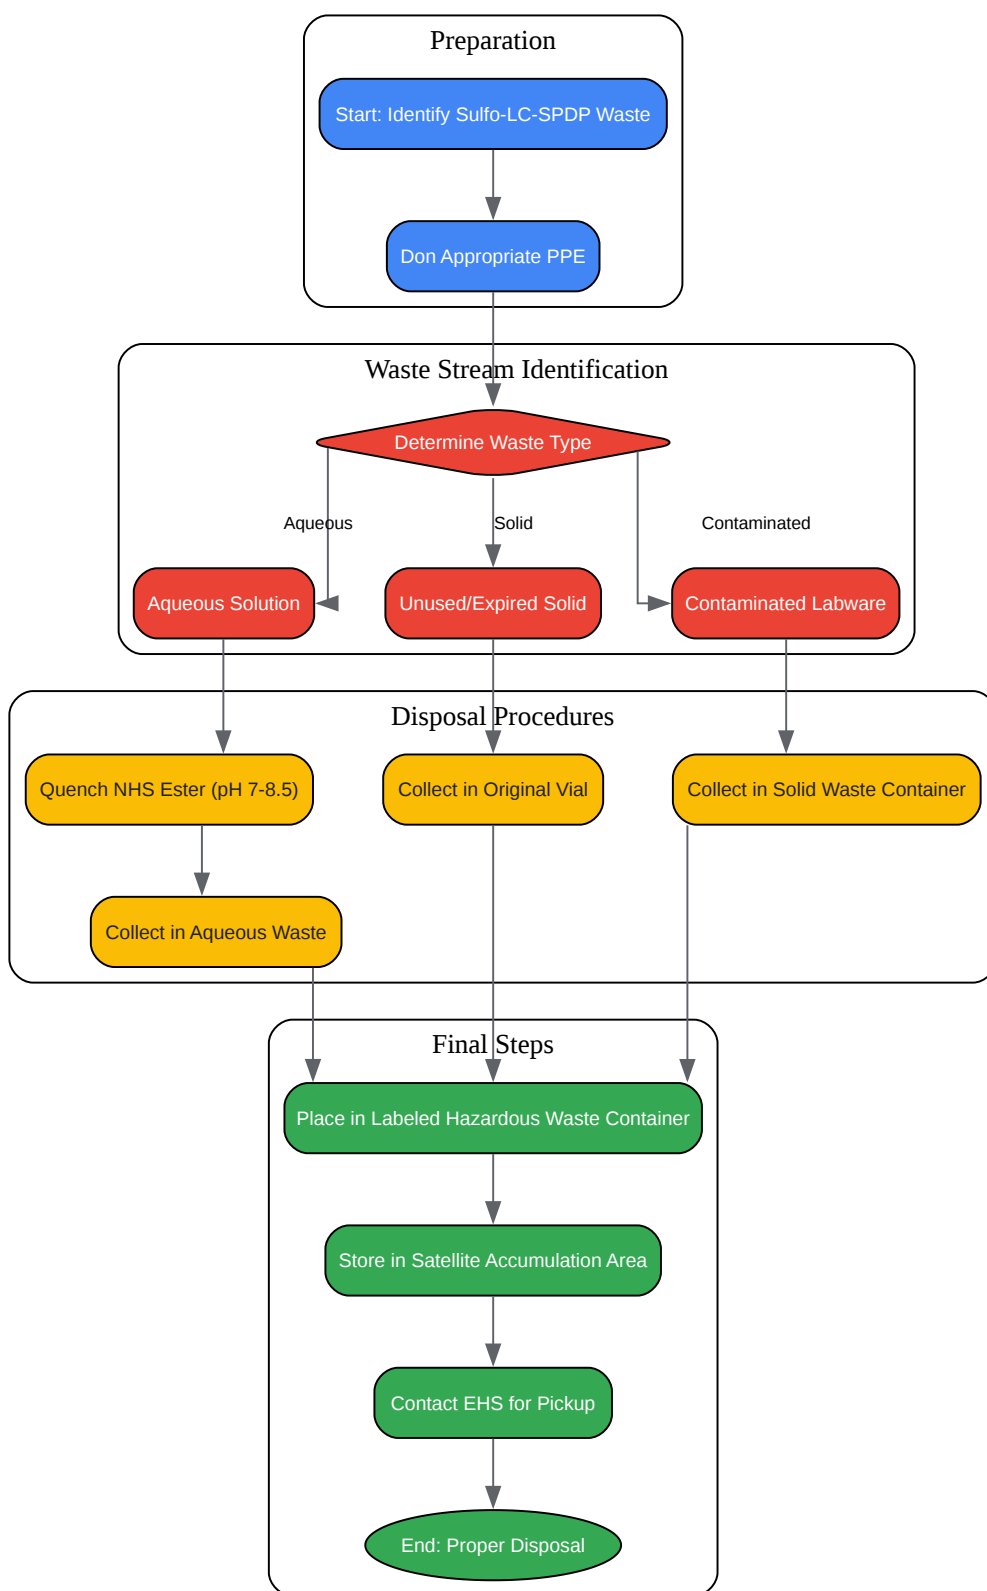 Preparation
Start: Identify Sulfo-LC-SPDP Waste
Don Appropriate PPE
Waste Stream Identification
Determine Waste Type
Aqueous
Solid
Contaminated
Aqueous Solution
Unused/Expired Solid
Contaminated Labware
Disposal Procedures
Quench NHS Ester (pH 7-8.5)
Collect in Original Vial
Collect in Solid Waste Container
Collect in Aqueous Waste
Final Steps
Place in Labeled Hazardous Waste Container
Store in Satellite Accumulation Area
Contact EHS for Pickup
End: Proper Disposal